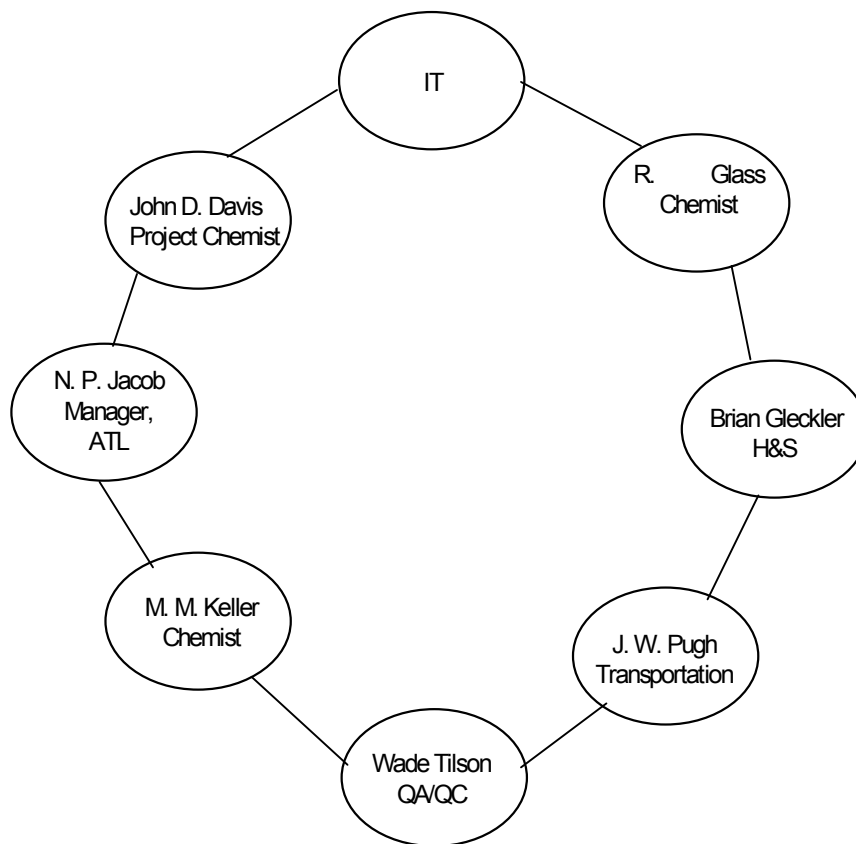 IT
R. Glass
Chemist
John D. Davis
Project Chemist
N. P. Jacob
Manager,
ATL
Brian Gleckler
H&S
M. M. Keller
Chemist
J. W. Pugh
Transportation
Wade Tilson
QA/QC